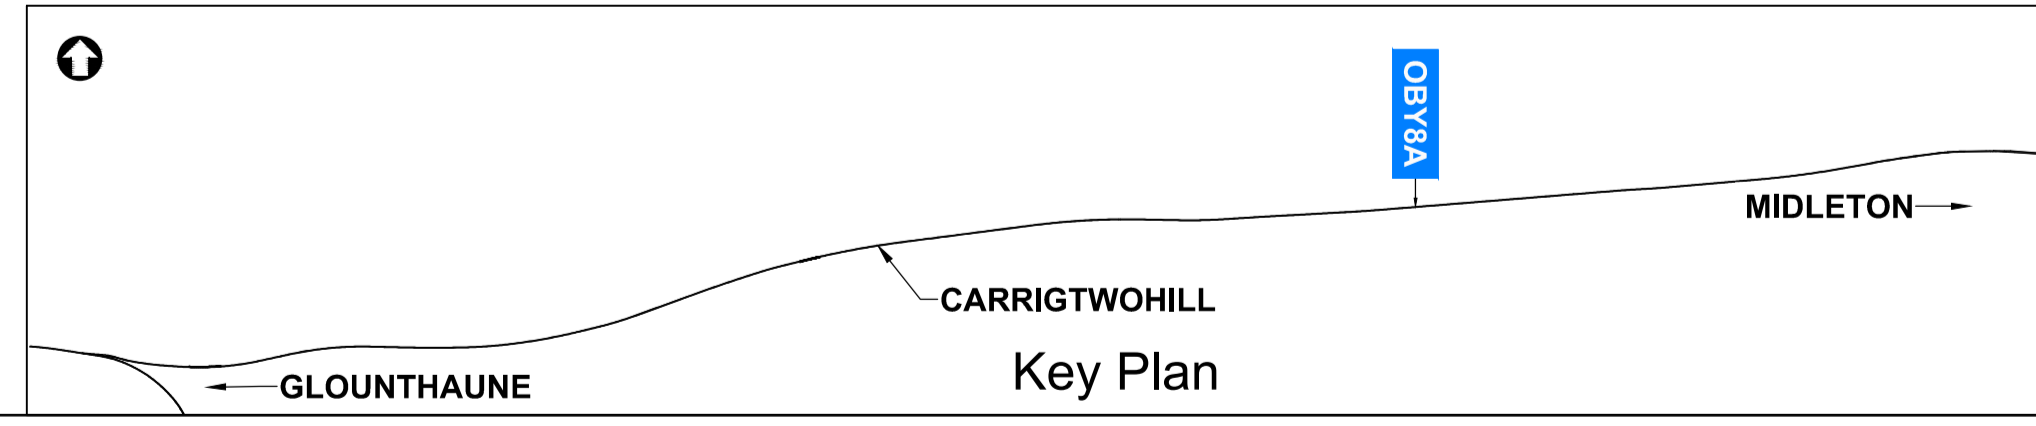 OBY8A
MIDLETON
CARRIGTWOHILL
Key Plan
GLOUNTHAUNE